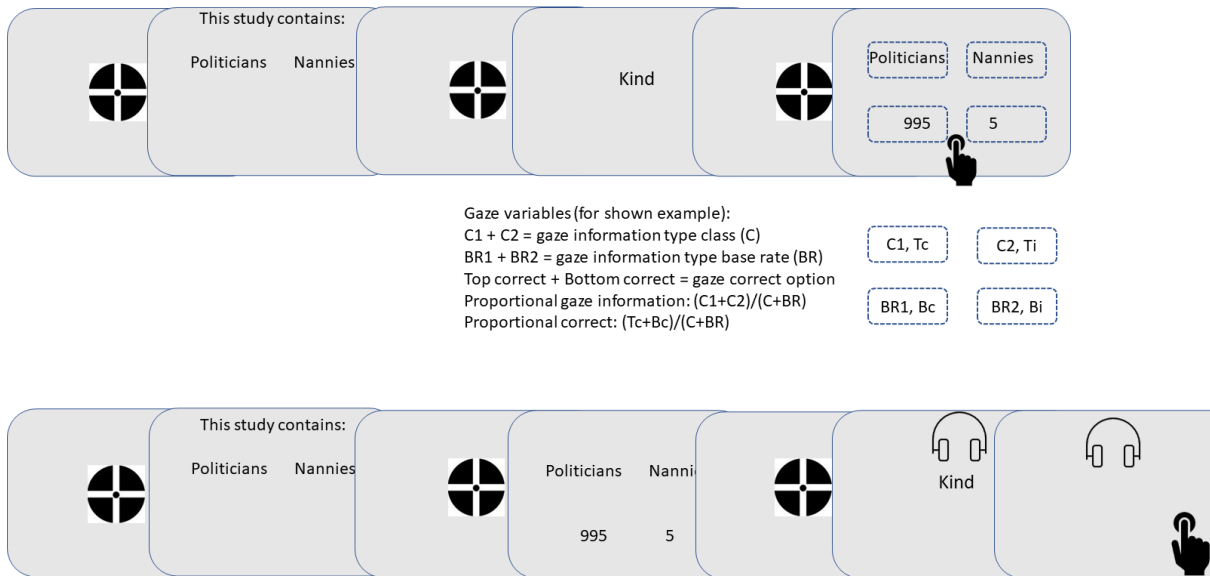 This study contains:
Politicians Nannies
Kind
Politicians Nannies
995 5
Gaze variables (for shown example):
C1 + C2 = gaze information type class (C)
BR1 + BR2 = gaze information type base rate (BR)
Top correct + Bottom correct = gaze correct option
Proportional gaze information: (C1+C2)/(C+BR)
Proportional correct: (Tc+Bc)/(C+BR)
C1, Tc C2, Ti
BR1, Bc BR2, Bi
This study contains:
Politicians Nannies
Politicians Nanni
995 5
Kind